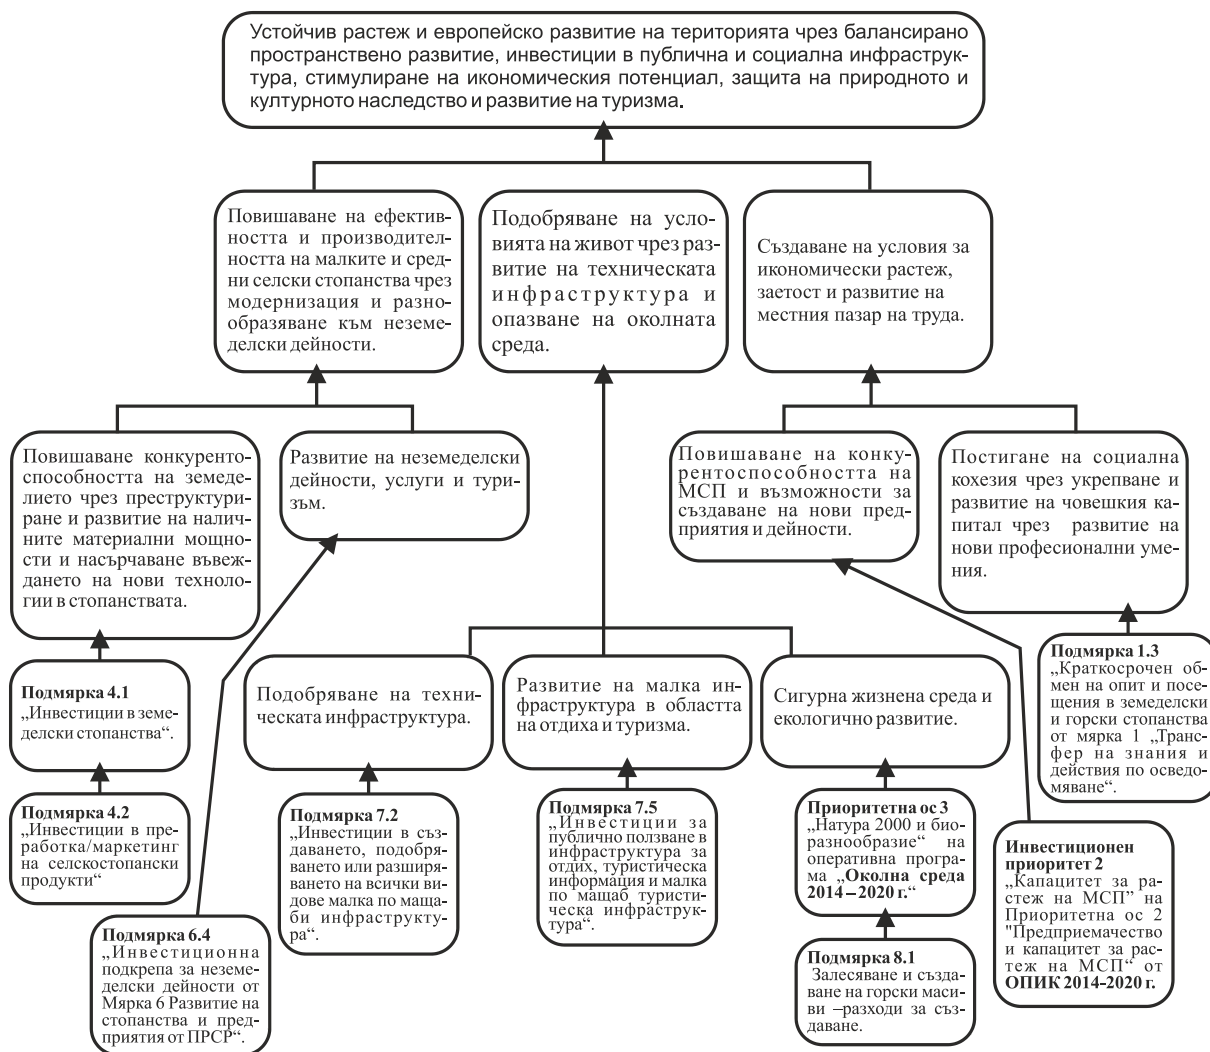 Устойчив растеж и европейско развитие на територията чрез балансирано
пространствено развитие, инвестиции в публична и социална инфраструк-
тура, стимулиране на икономическия потенциал, защита на природното и
културното наследство и развитие на туризма.
Повишаване на ефектив-
ността и производител-
ността на малките и сред-
ни селски стопанства чрез
модернизация и разно-
образяване към неземе-
делски дейности.
Подобряване на усло-
вията на живот чрез раз-
витие на техническата
инфраструктура и
опазване на околната
среда.
Създаване на условия за
икономически растеж,
заетост и развитие на
местния пазар на труда.
Повишаване конкуренто-
способността на земеде-
лието чрез преструктури-
ране и развитие на налич-
ните материални мощнос-
ти и насърчаване въвеж-
дането на нови техноло-
гии в стопанствата.
Развитие на неземеделски
дейности, услуги и тури-
зъм.
Повишаване на конку-
рентоспособността на
МСП и възможности за
създаване на нови пред-
приятия и дейности.
Постигане на социална
кохезия чрез укрепване и
развитие на човешкия ка-
питал чрез развитие на
нови професионални уме-
ния.
Подмярка 4.1
„Инвестиции в земе-
делски стопанства“.
Подобряване на техни-
ческата инфраструктура.
Развитие на малка ин-
фраструктура в областта
на отдиха и туризма.
Сигурна жизнена среда и
екологично развитие.
Подмярка 1.3
„Краткосрочен об-
мен на опит и посе-
щения в земеделски
и горски стопанства
от мярка 1 „Транс-
фер на знания и
действия по осведо-
мяване“.
Подмярка 4.2
„Инвестиции в пре-
работка/маркетинг
на селскостопански
продукти“
Подмярка 7.2
„Инвестиции в съз-
даването, подобря-
ването или разширя-
ването на всички ви-
дове малка по маща-
би инфраструкту-
ра“.
Подмярка 7.5
„Инвестиции за
публично ползване в
инфраструктура за
отдих, туристическа
информация и малка
по мащаб туристи-
ческа инфраструк-
тура“.
Приоритетна ос 3
„Натура 2000 и био-
разнообразие“ на
оперативна програ-
ма „Околна среда
2014–2020 г.“
Инвестиционен
приоритет 2
„Капацитет за рас-
теж на МСП” на
Приоритетна ос 2
"Предприемачество
и капацитет за рас-
теж на МСП“ от
ОПИК 2014-2020 г.
Подмярка 6.4
„Инвестиционна
подкрепа за неземе-
делски дейности от
Мярка 6 Развитие на
стопанства и пред-
приятия от ПРСР“.
Подмярка 8.1
Залесяване и създа-
ване на горски маси-
ви –разходи за съз-
даване.